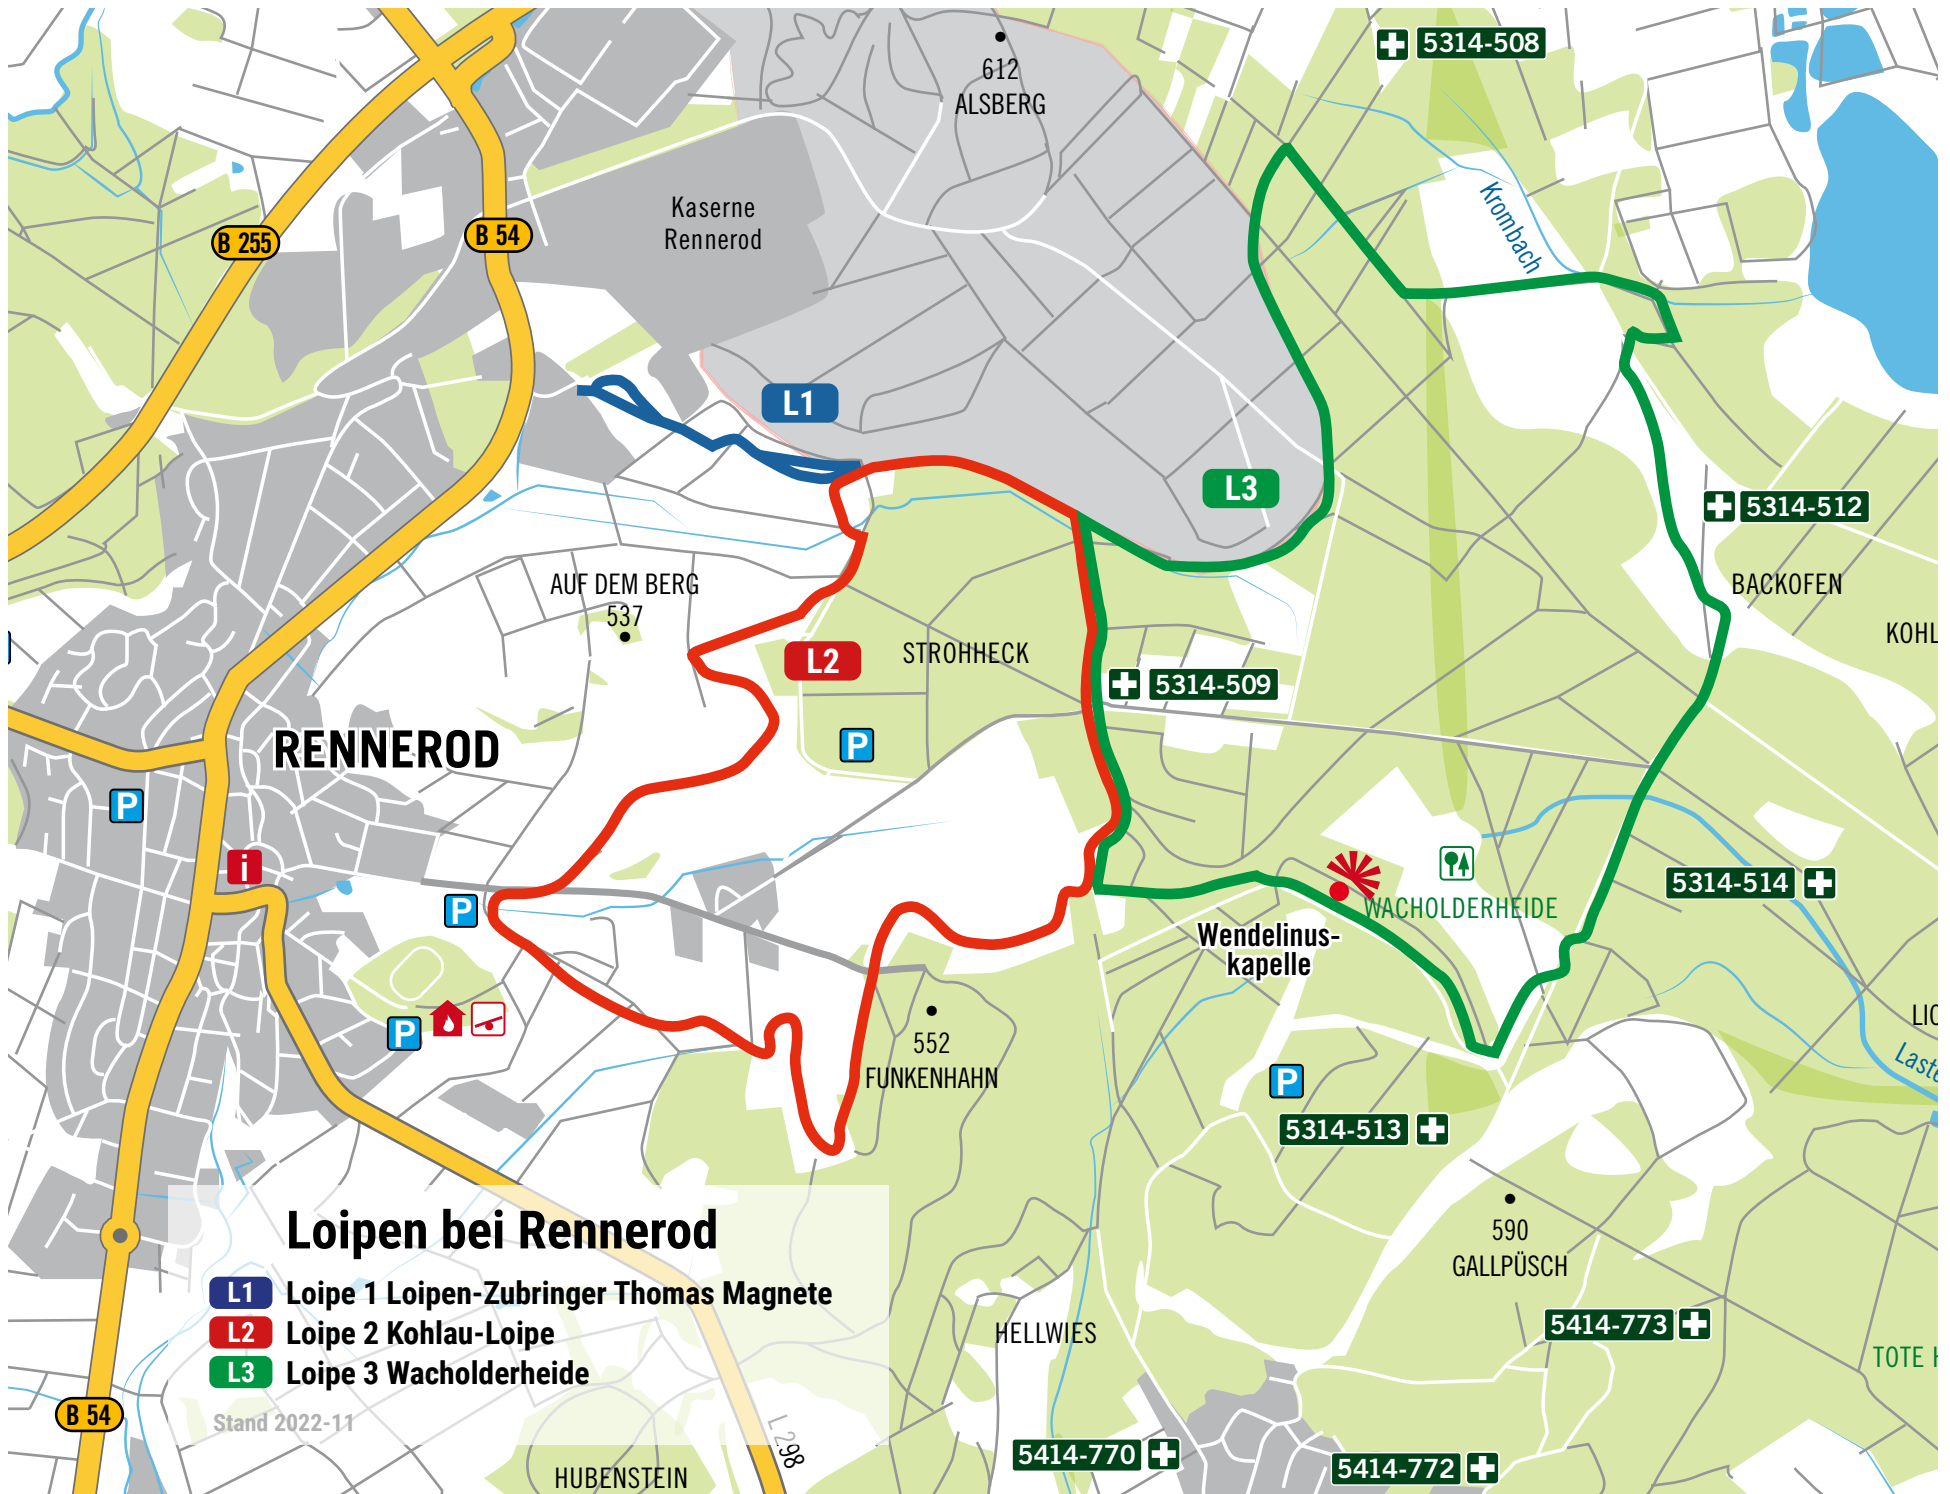 5314-508
612
ALSBERG
Kaserne
Rennerod
Krombach
B 255
B 54
L1
L3
5314-512
AUF DEM BERG
537
BACKOFEN
KOHL
STROHHECK
L2
5314-509
P
RENNEROD
P
i
P
5314-514
WACHOLDERHEIDE
Wendelinus-
kapelle
P
552
FUNKENHAHN
P
5314-513
LIC
Laste
590
GALLPÜSCH
Loipen bei Rennerod
L1 Loipe 1 Loipen-Zubringer Thomas Magnete
L2 Loipe 2 Kohlau-Loipe
L3 Loipe 3 Wacholderheide
Stand 2022-11
B 54
L 298
HELLWIES
5414-773
TOTE H
HUBENSTEIN
5414-770
5414-772